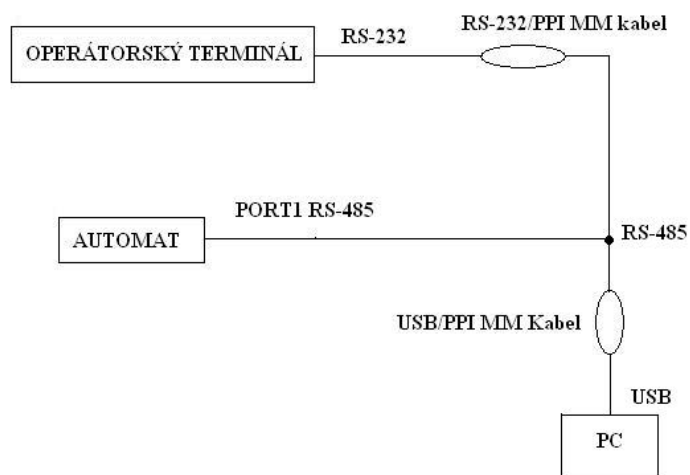 RS-232/PPI MM kabel
RS-232
OPERÁTORSKÝ TERMINÁL
PORT1 RS-485
AUTOMAT
RS-485
USB/PPI MM Kabel
USB
PC